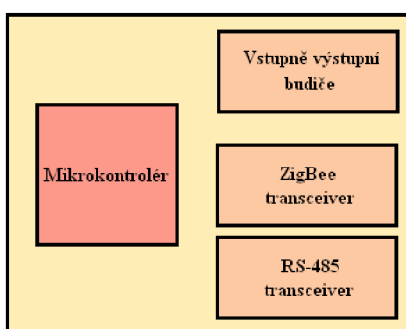 Vstupně výstupní
budiče
Mikrokontrolér
ZigBee
transceiver
RS-485
transceiver